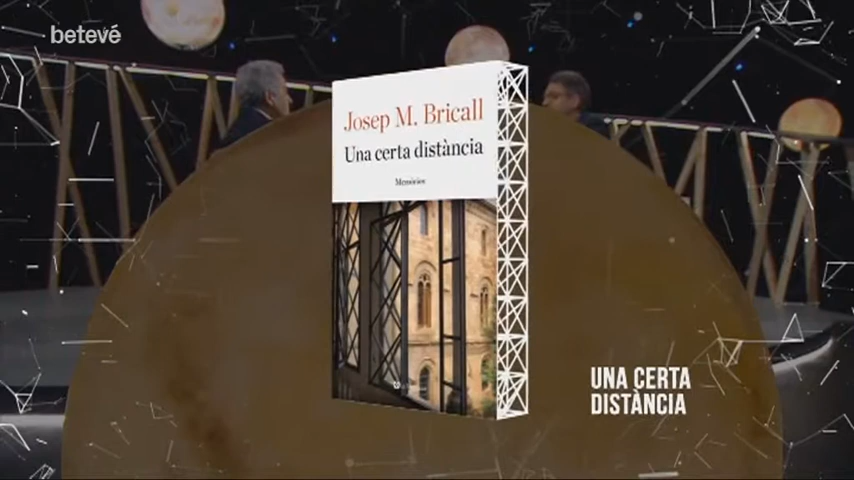 betevé
Josep M. Bricall
Una certa distància
Memòries
UNA CERTA
DISTÀNCIA